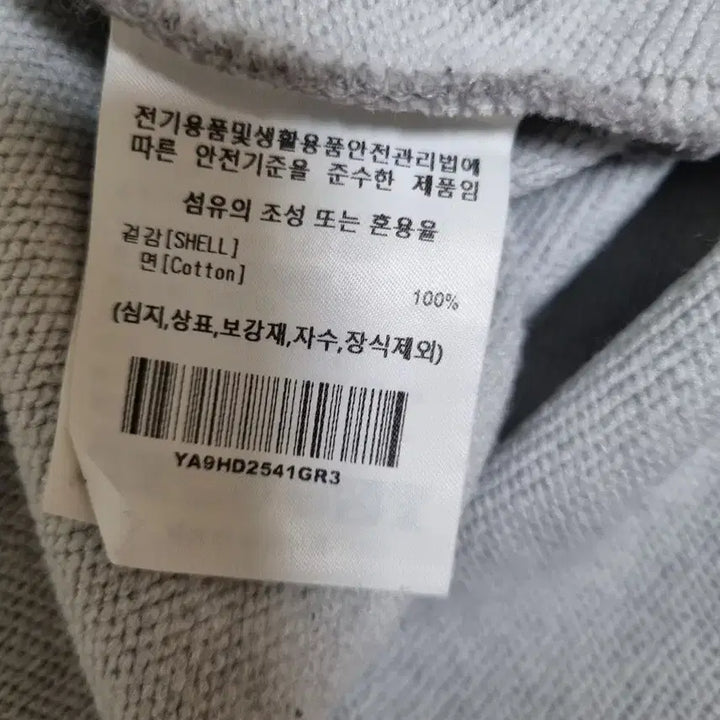 전기용품및생활용품안전관리법에
따른 안전기준을 준수한 제품임
섬유의 조성 또는 혼용율
겉감[SHELL]
면[Cotton]
100%
(심지,상표,보강재,자수,장식제외)
YA9HD2541GR3